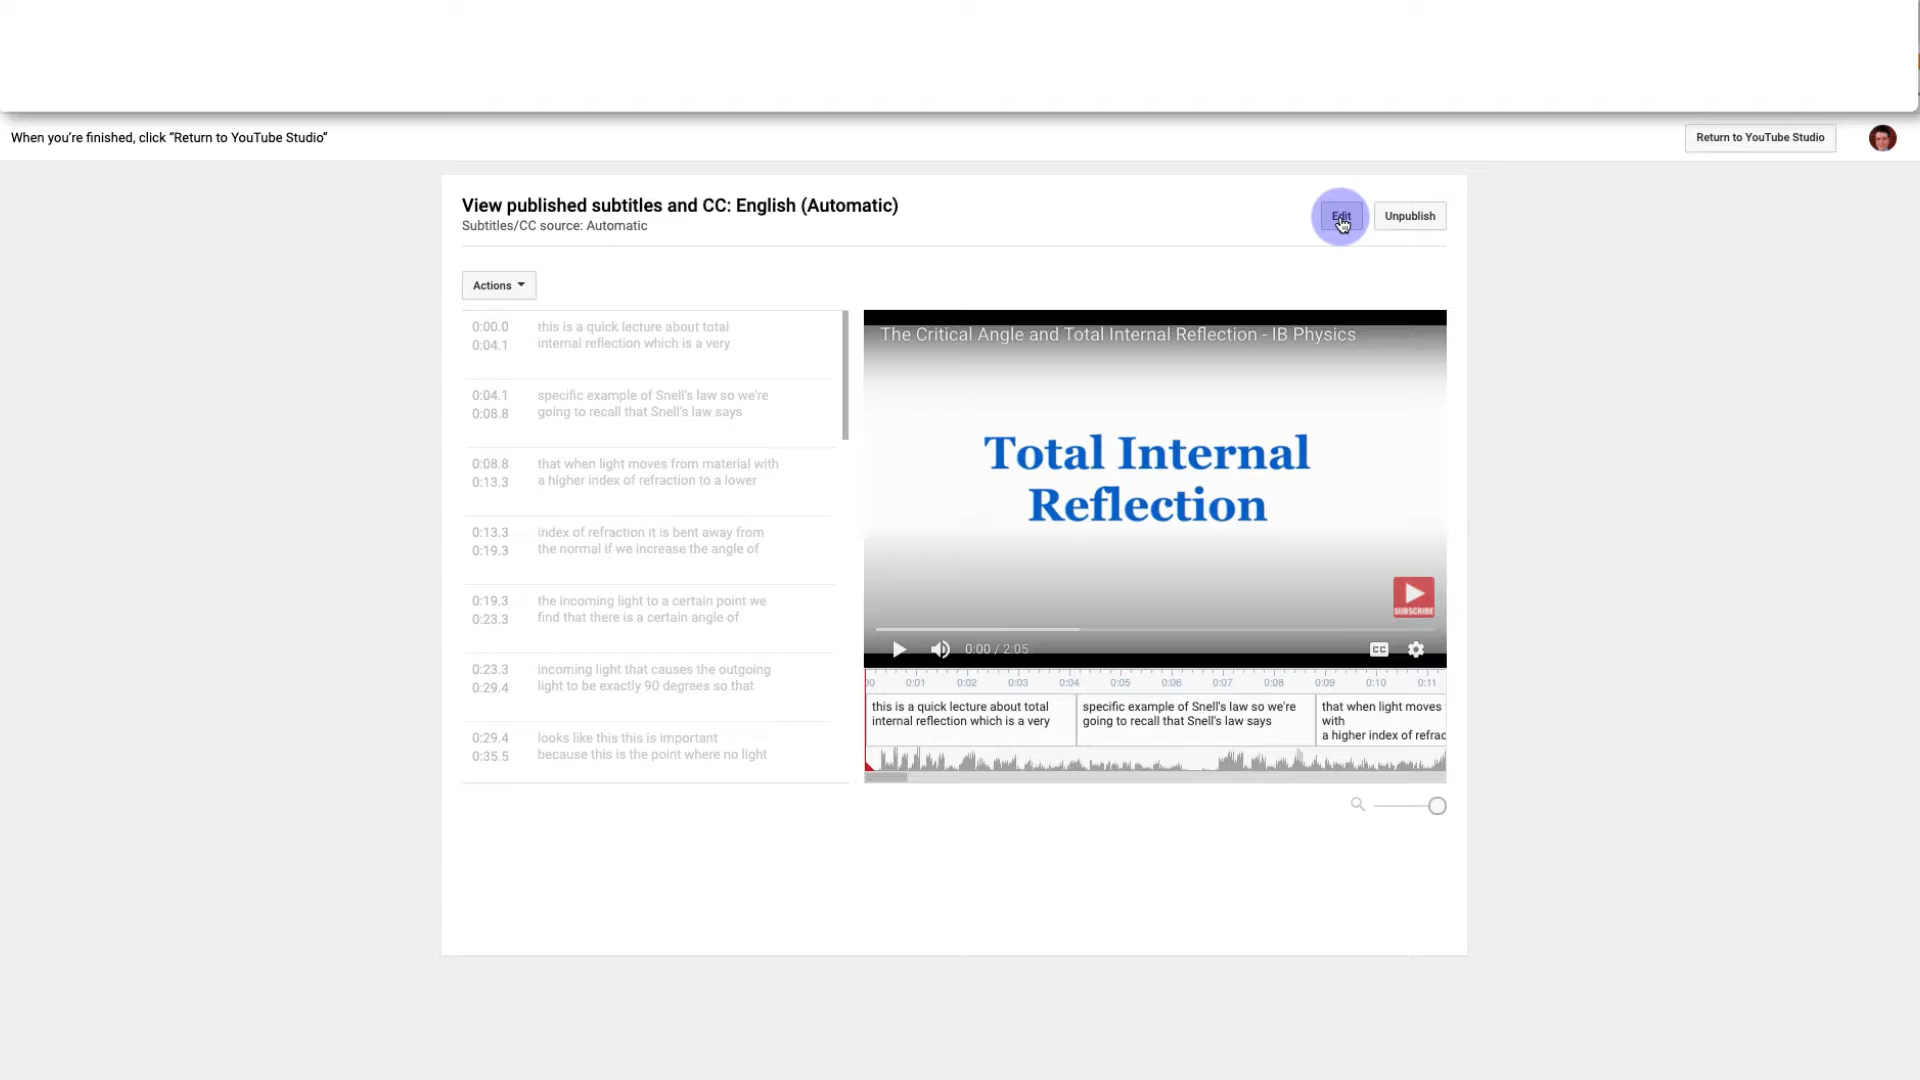 When you're finished, click “Return to YouTube Studio”
Return to YouTube Studio
View published subtitles and CC: English (Automatic)
Subtitles/CC source: Automatic
Edit
Unpublish
Actions
0:00.0 this is a quick lecture about total
0:04.1 internal reflection which is a very
0:04.1 specific example of Snell's law so we're
0:08.8 going to recall that Snell's law says
0:08.8 that when light moves from material with
0:13.3 a higher index of refraction to a lower
0:13.3 index of refraction it is bent away from
0:19.3 the normal if we increase the angle of
0:19.3 the incoming light to a certain point we
0:23.3 find that there is a certain angle of
0:23.3 incoming light that causes the outgoing
0:29.4 light to be exactly 90 degrees so that
0:29.4 looks like this this is important
0:35.5 because this is the point where no light
The Critical Angle and Total Internal Reflection - IB Physics
Total Internal
Reflection
SUBSCRIBE
0:00 / 2:05
CC
00 0:01 0:02 0:03 0:04 0:05 0:06 0:07 0:08 0:09 0:10 0:11
this is a quick lecture about total
internal reflection which is a very
specific example of Snell's law so we're
going to recall that Snell's law says
that when light moves
with
a higher index of refrac